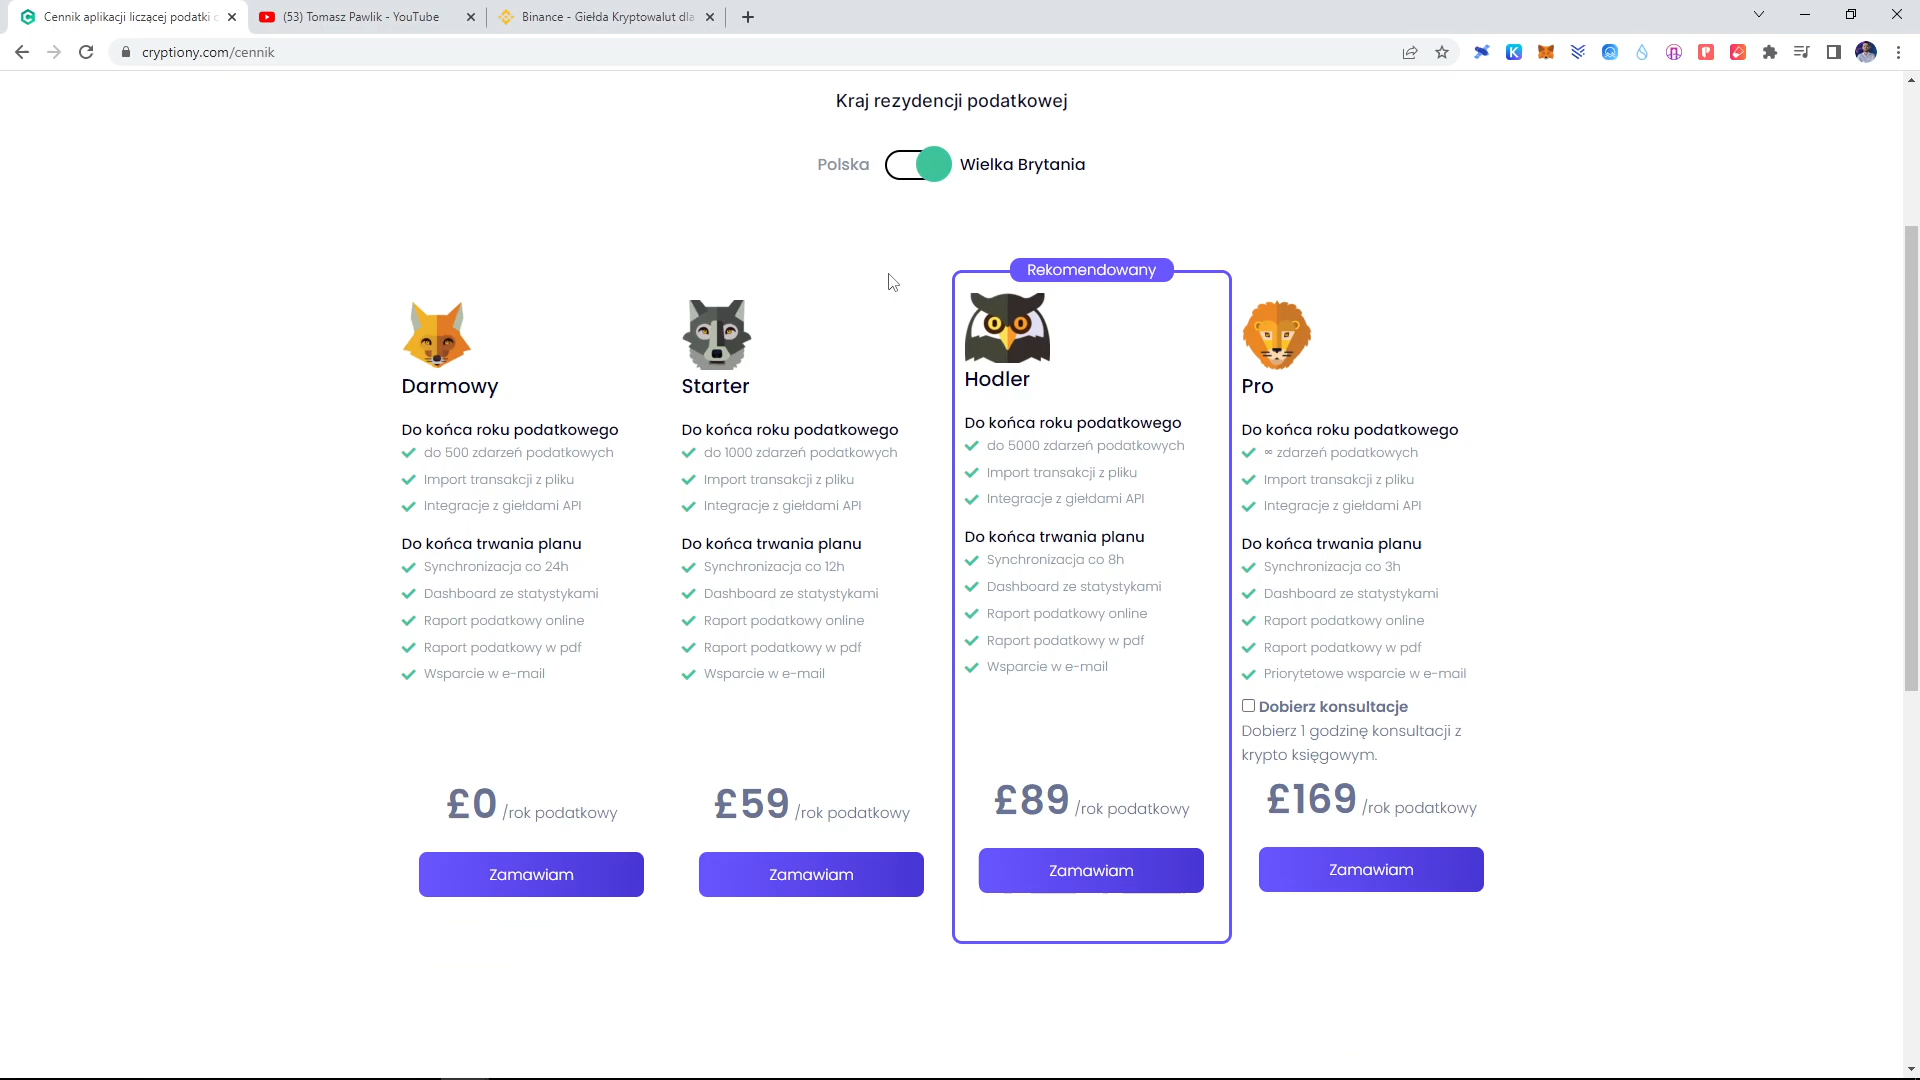 Cennik aplikacji liczącej podatki
(53) Tomasz Pawlik - YouTube
Binance - Giełda Kryptowalut dla
cryptiony.com/cennik
Kraj rezydencji podatkowej
Polska
Wielka Brytania
Darmowy
Do końca roku podatkowego
do 500 zdarzeń podatkowych
Import transakcji z pliku
Integracje z giełdami API
Do końca trwania planu
Synchronizacja co 24h
Dashboard ze statystykami
Raport podatkowy online
Raport podatkowy w pdf
Wsparcie w e-mail
£0 /rok podatkowy
Zamawiam
Starter
Do końca roku podatkowego
do 1000 zdarzeń podatkowych
Import transakcji z pliku
Integracje z giełdami API
Do końca trwania planu
Synchronizacja co 12h
Dashboard ze statystykami
Raport podatkowy online
Raport podatkowy w pdf
Wsparcie w e-mail
£59 /rok podatkowy
Zamawiam
Rekomendowany
Hodler
Do końca roku podatkowego
do 5000 zdarzeń podatkowych
Import transakcji z pliku
Integracje z giełdami API
Do końca trwania planu
Synchronizacja co 8h
Dashboard ze statystykami
Raport podatkowy online
Raport podatkowy w pdf
Wsparcie w e-mail
£89 /rok podatkowy
Zamawiam
Pro
Do końca roku podatkowego
∞ zdarzeń podatkowych
Import transakcji z pliku
Integracje z giełdami API
Do końca trwania planu
Synchronizacja co 3h
Dashboard ze statystykami
Raport podatkowy online
Raport podatkowy w pdf
Priorytetowe wsparcie w e-mail
Dobierz konsultacje
Dobierz 1 godzinę konsultacji z
krypto księgowym.
£169 /rok podatkowy
Zamawiam